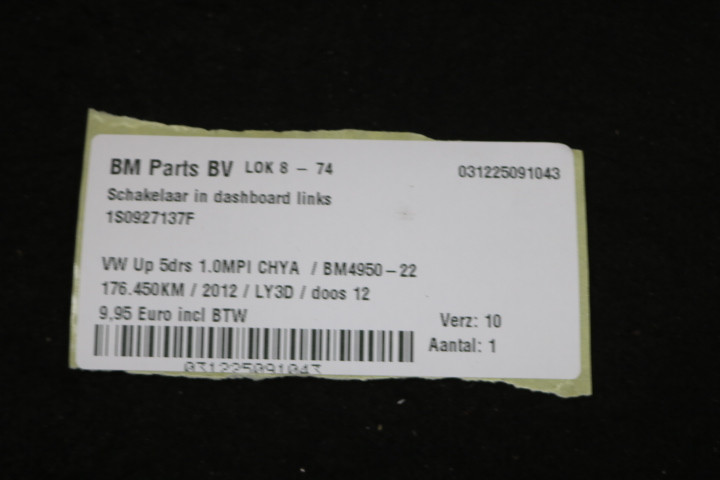 BM Parts BV LOK 8 - 74 031225091043
Schakelaar in dashboard links
1S0927137F
VW Up 5drs 1.0MPI CHYA / BM4950-22
176.450KM / 2012 / LY3D / doos 12
9,95 Euro incl BTW
Verz: 10
Aantal: 1
031225091043